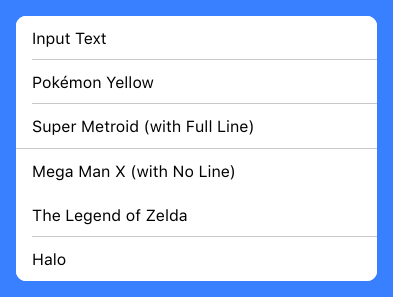 Input Text
Pokémon Yellow
Super Metroid (with Full Line)
Mega Man X (with No Line)
The Legend of Zelda
Halo